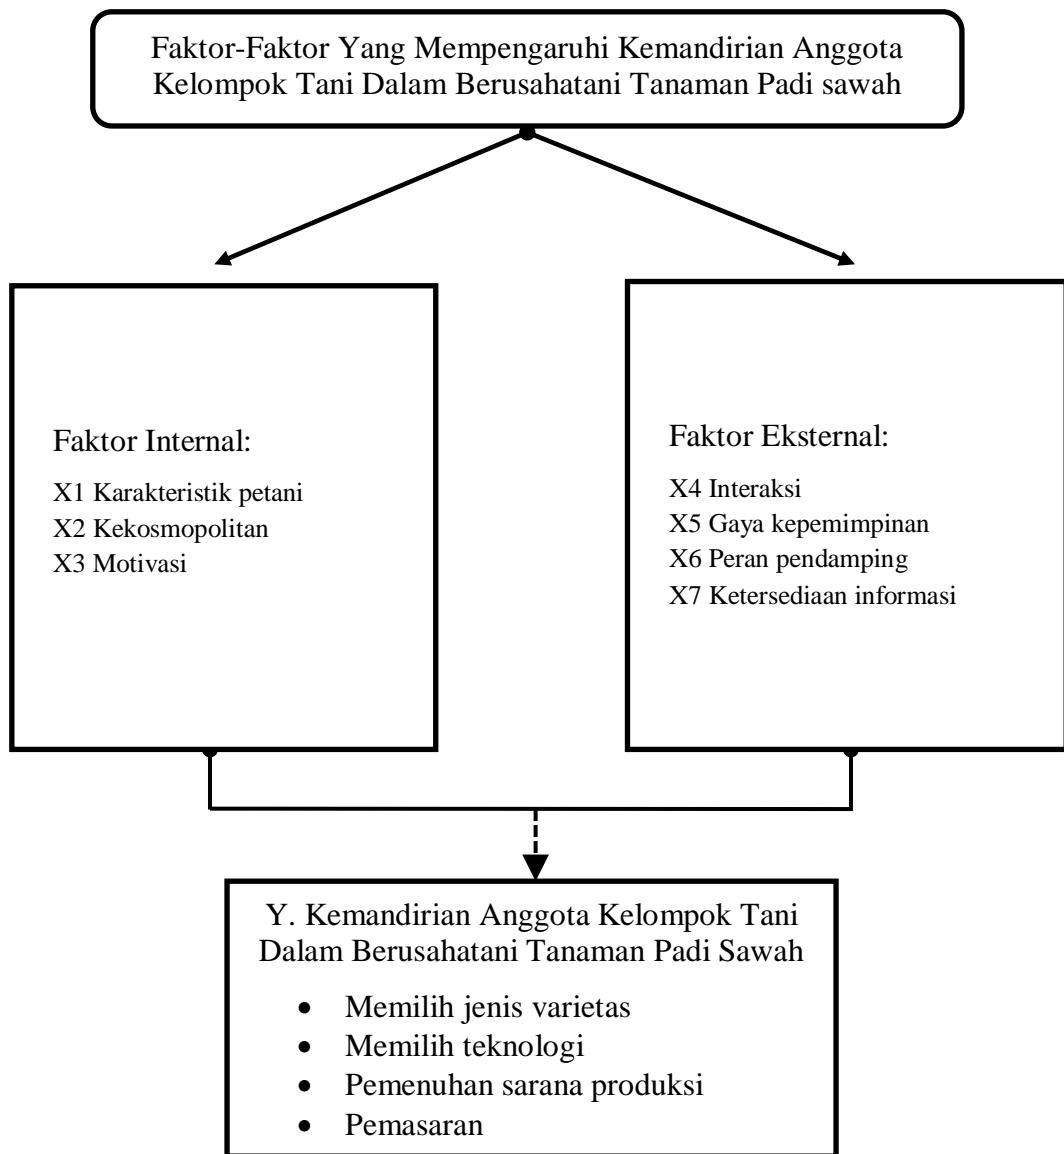 Faktor-Faktor Yang Mempengaruhi Kemandirian Anggota
Kelompok Tani Dalam Berusahatani Tanaman Padi sawah
Faktor Internal:
X1 Karakteristik petani
X2 Kekosmopolitan
X3 Motivasi
Faktor Eksternal:
X4 Interaksi
X5 Gaya kepemimpinan
X6 Peran pendamping
X7 Ketersediaan informasi
Y. Kemandirian Anggota Kelompok Tani
Dalam Berusahatani Tanaman Padi Sawah
• Memilih jenis varietas
• Memilih teknologi
• Pemenuhan sarana produksi
• Pemasaran